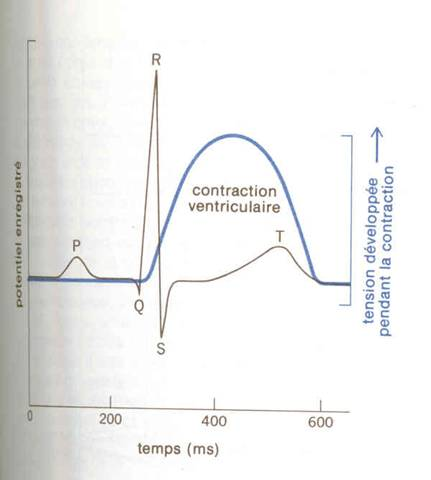 R
contraction
ventriculaire
P
T
Q
S
potentiel enregistré
tension développée
pendant la contraction
0
200
400
600
temps (ms)